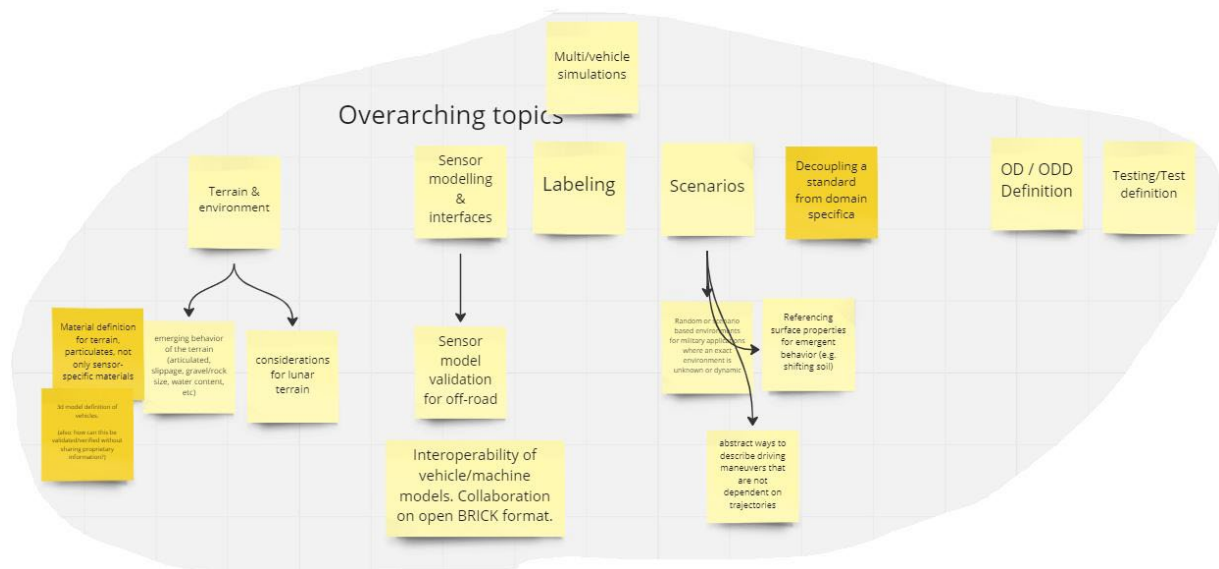 Multi/vehicle
simulations
Overarching topics
Terrain &
environment
Sensor
modelling
&
interfaces
Labeling
Scenarios
Decoupling a
standard
from domain
specifica
OD / ODD
Definition
Testing/Test
definition
Material definition
for terrain,
particulates, not
only sensor-
specific materials
emerging behavior
of the terrain
(articulated,
slippage, gravel/rock
size, water content,
etc)
considerations
for lunar
terrain
Sensor
model
validation
for off-road
Random or scenario
based environments
for military applications
where an exact
environment is
unknown or dynamic
Referencing
surface properties
for emergent
behavior (e.g.
shifting soil)
3d model definition of
vehicles.
(also: how can this be
validated/verified without
sharing proprietary
information?)
Interoperability of
vehicle/machine
models. Collaboration
on open BRICK format.
abstract ways to
describe driving
maneuvers that
are not
dependent on
trajectories